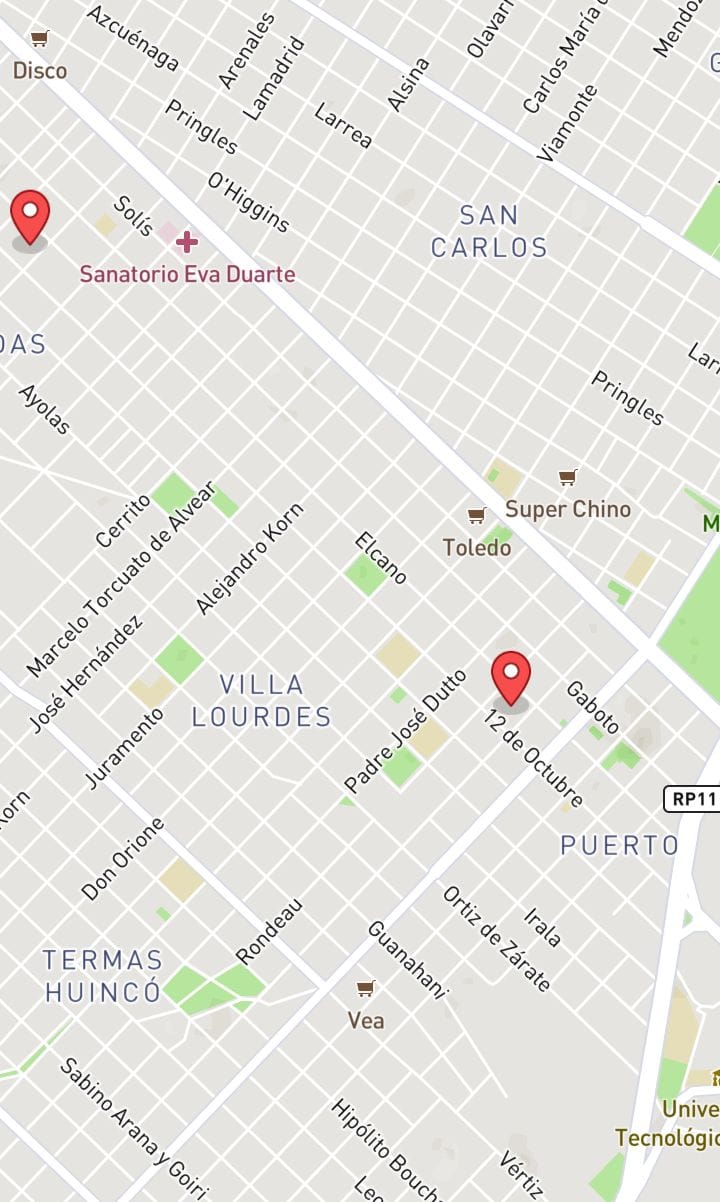 Azcuénaga
Arenales
Lamadrid
Disco
Pringles
Larrea
Alsina
Carlos María
Viamonte
O'Higgins
Solís
SAN
CARLOS
Sanatorio Eva Duarte
Ayolas
Pringles
Super Chino
Toledo
Cerrito
Marcelo Torcuato de Alvear
Alejandro Korn
Elcano
José Hernández
VILLA
LOURDES
Juramento
Padre José Dutto
Gaboto
12 de Octubre
RP11
PUERTO
Don Orione
Rondeau
Guanahani
Ortiz de Zárate
Irala
TERMAS
HUINCÓ
Vea
Sabino Arana y Goiri
Hipólito Bouch
Vértiz
Unive
Tecnológic